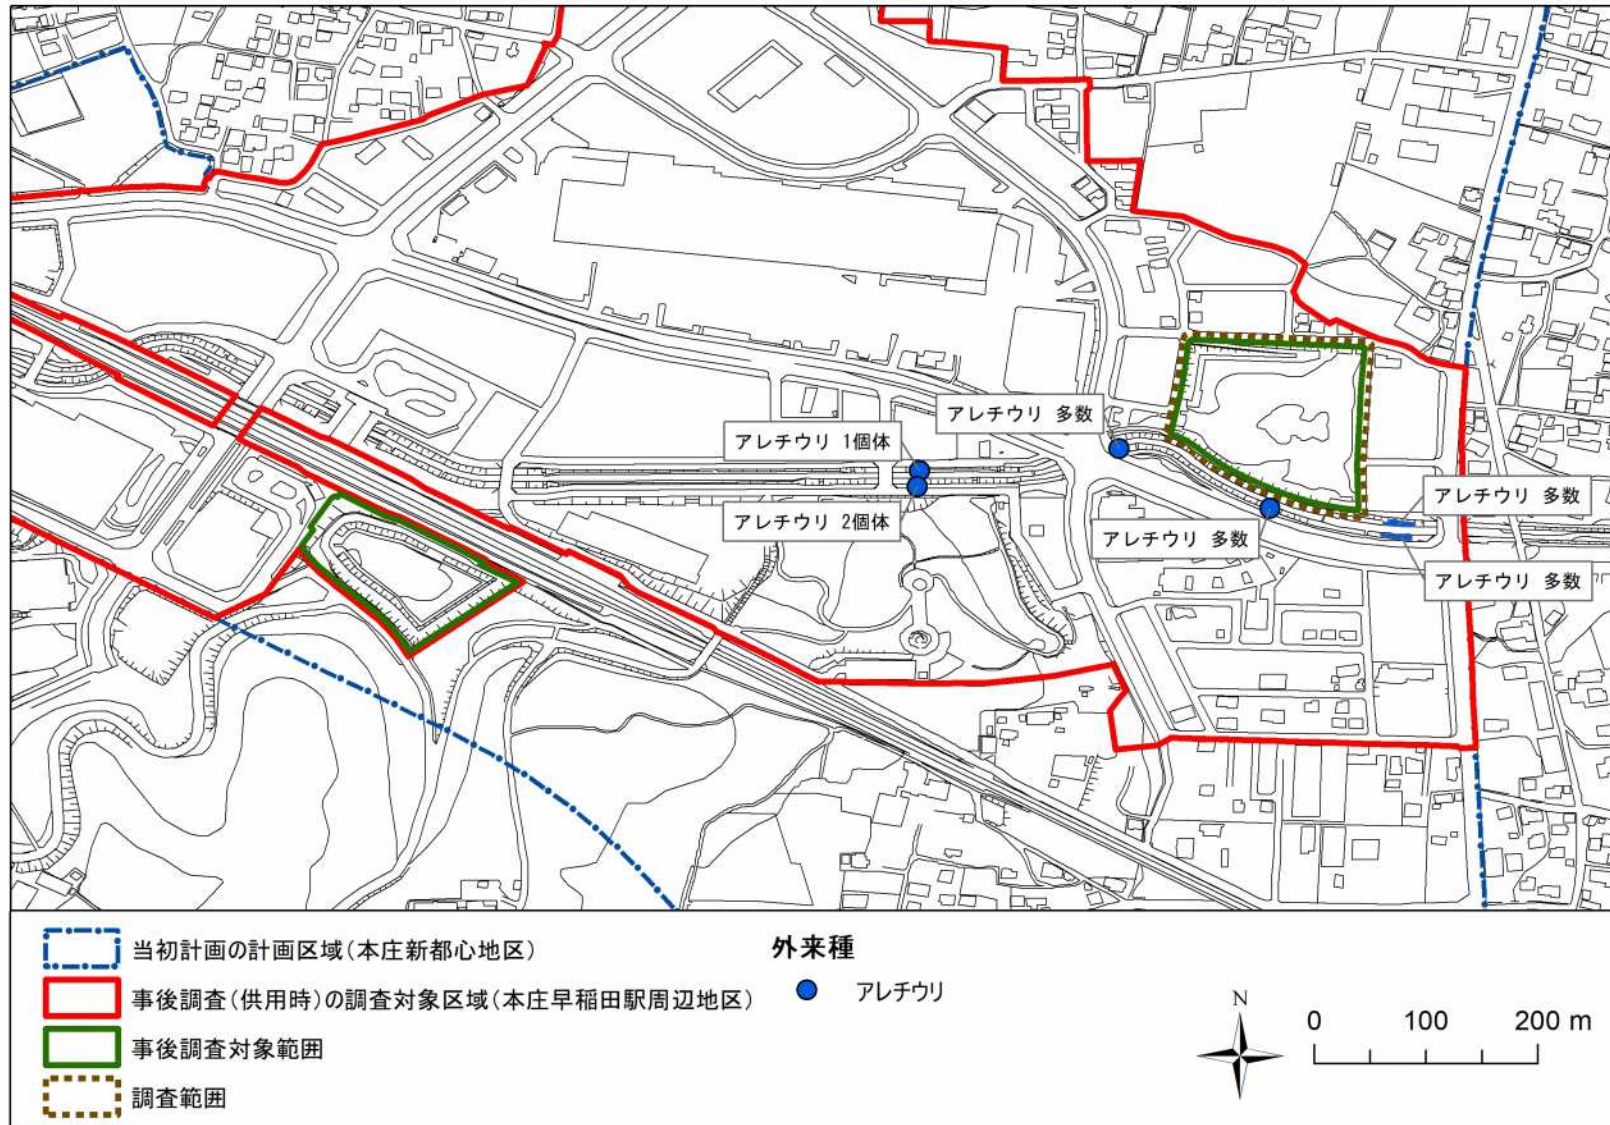 アレチウリ 多数
アレチウリ 1個体
アレチウリ 2個体
アレチウリ 多数
アレチウリ 多数
アレチウリ 多数
当初計画の計画区域(本庄新都心地区)
事後調査(供用時)の調査対象区域(本庄早稲田駅周辺地区)
事後調査対象範囲
調査範囲
外来種
アレチウリ
N
0 100 200 m